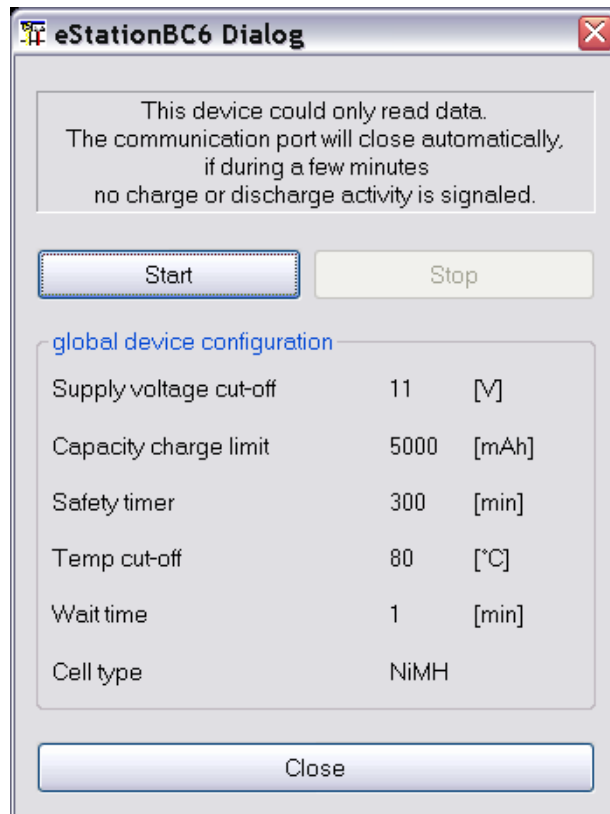 eStationBC6 Dialog
This device could only read data.
The communication port will close automatically,
if during a few minutes
no charge or discharge activity is signaled.
Start Stop
global device configuration
Supply voltage cut-off 11 [V]
Capacity charge limit 5000 [mAh]
Safety timer 300 [min]
Temp cut-off 80 [°C]
Wait time 1 [min]
Cell type NiMH
Close